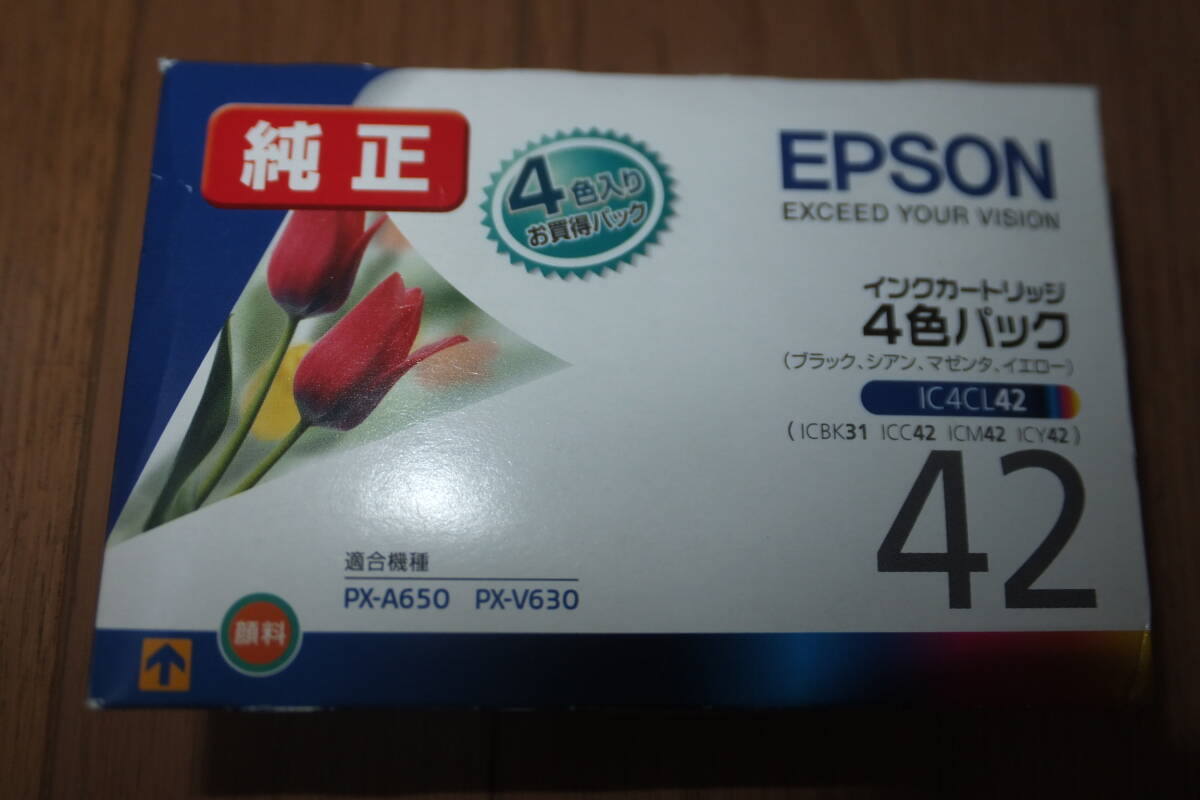 純正
4色入り
お買得パック
EPSON
EXCEED YOUR VISION
インクカートリッジ
4色パック
(ブラック、シアン、マゼンタ、イエロー)
IC4CL42
(ICBK31 ICC42 ICM42 ICY42)
42
適合機種
PX-A650 PX-V630
顔料